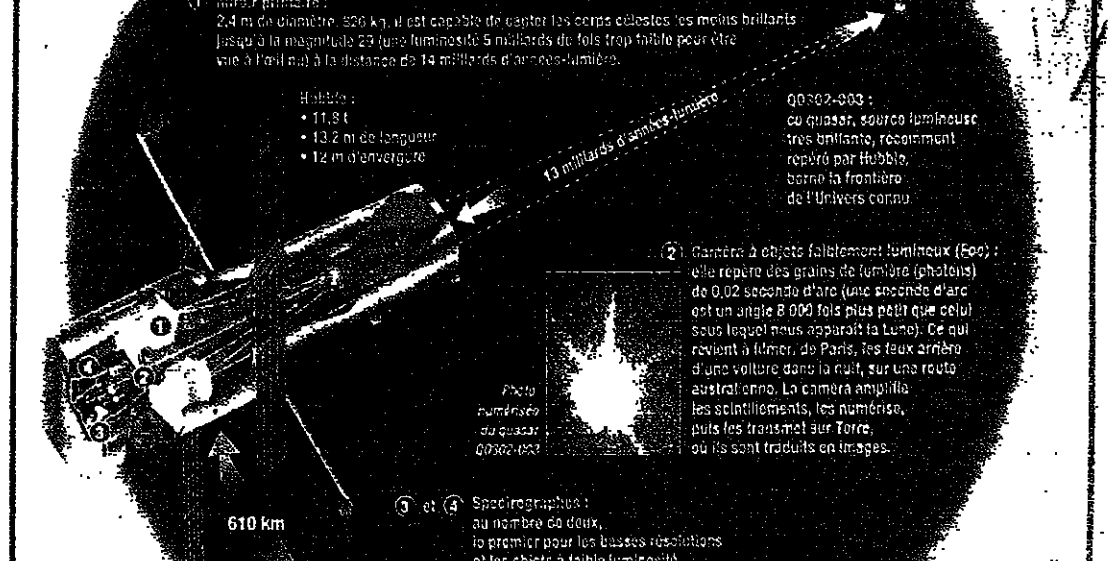 ① Miroir primaire :
2,4 m de diamètre, 826 kg, il est capable de capter les corps célestes les moins brillants
jusqu'à la magnitude 29 (une luminosité 5 milliards de fois trop faible pour être
vue à l'œil nu) à la distance de 14 milliards d'années-lumière.
Hubble :
• 11,8 t
• 13,2 m de longueur
• 12 m d'envergure
13 milliards d'années-lumière
Q0302-003 :
ce quasar, source lumineuse
très brillante, récemment
repéré par Hubble,
borne la frontière
de l'Univers connu.
② Caméra à objets faiblement lumineux (Foc) :
elle repère des grains de lumière (photons)
de 0,02 seconde d'arc (une seconde d'arc
est un angle 8 000 fois plus petit que celui
sous lequel nous apparaît la Lune). Ce qui
revient à filmer, de Paris, les feux arrière
d'une voiture dans la nuit, sur une route
australienne. La caméra amplifie
les scintillements, les numérise,
puis les transmet sur Terre,
où ils sont traduits en images.
Photo
numérisée
du quasar
Q0302-003
①
④
②
③
610 km
③ et ④ Spectrographes :
au nombre de deux,
le premier pour les basses résolutions
et les objets à faible luminosité